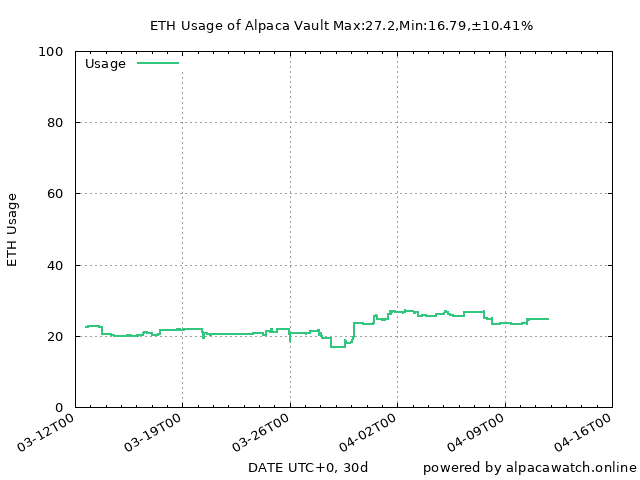 ETH Usage of Alpaca Vault Max:27.2,Min:16.79,±10.41%
Usage
100
80
60
40
20
0
ETH Usage
03-12T00
03-19T00
03-26T00
04-02T00
04-09T00
04-16T00
DATE UTC+0, 30d
powered by alpacawatch.online